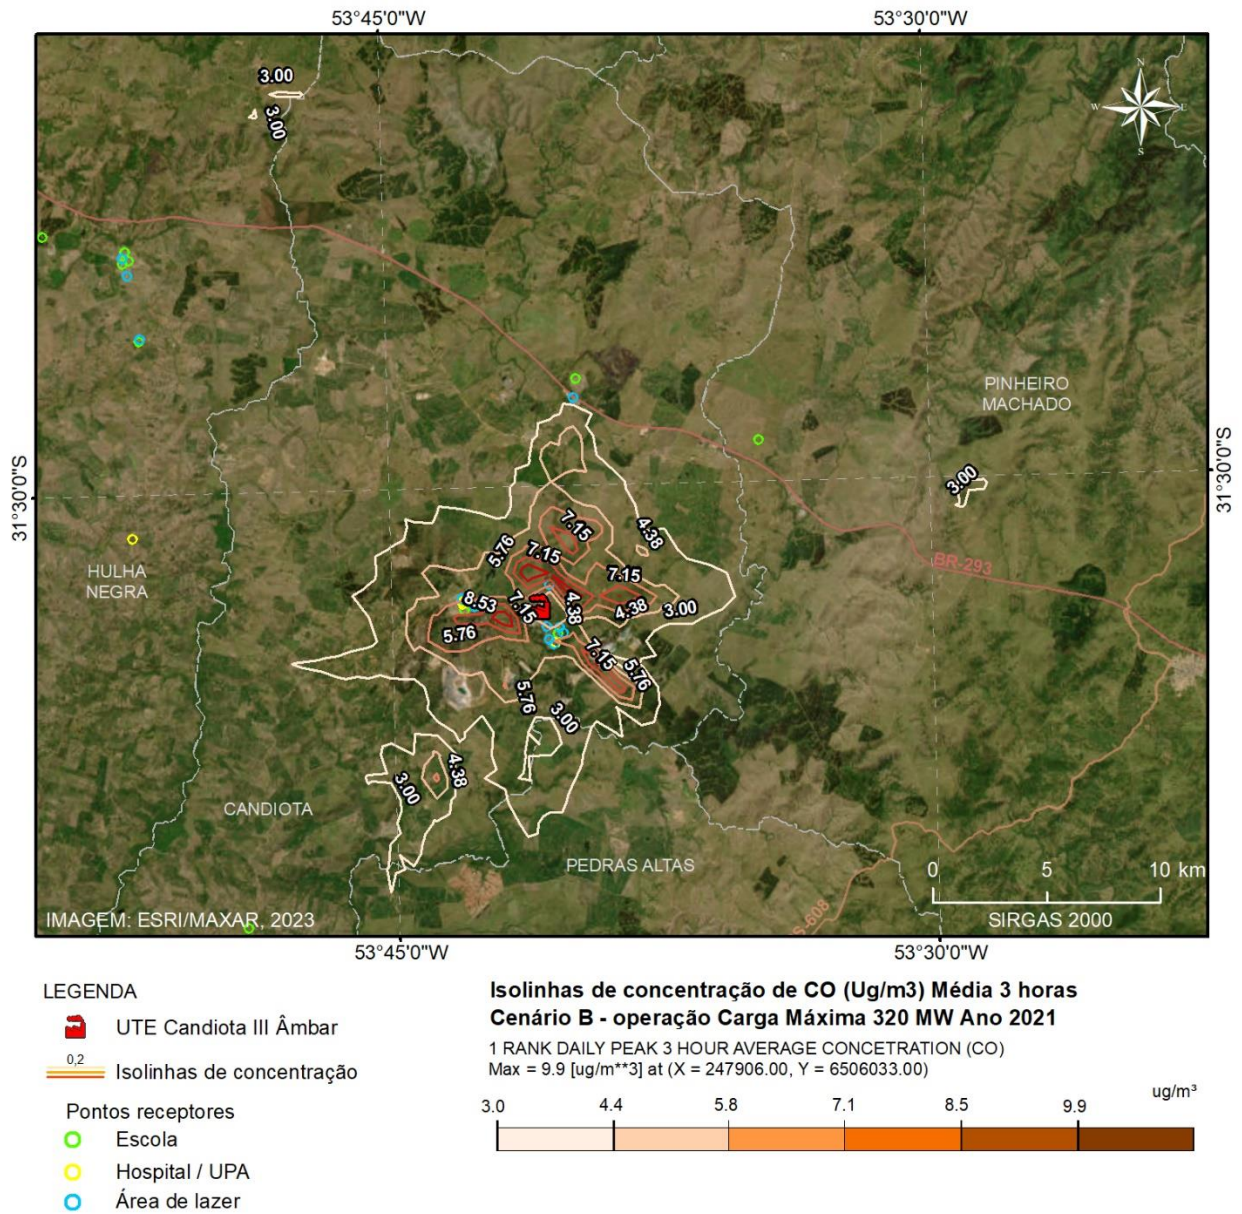 53°45'0"W
53°30'0"W
3.00
3.00
N
W
E
S
PINHEIRO
MACHADO
31°30'0"S
31°30'0"S
3.00
7.15
4.38
5.76
7.15
BR-293
HULHA
NEGRA
7.15
8.53
7.15
4.38
4.38
3.00
5.76
7.15
5.76
5.76
3.00
4.38
3.00
CANDIOTA
PEDRAS ALTAS
0 5 10 km
S-608
IMAGEM: ESRI/MAXAR, 2023
SIRGAS 2000
53°45'0"W
53°30'0"W
LEGENDA
UTE Candiota III Âmbar
0,2
Isolinhas de concentração
Pontos receptores
Escola
Hospital / UPA
Área de lazer
Isolinhas de concentração de CO (Ug/m3) Média 3 horas
Cenário B - operação Carga Máxima 320 MW Ano 2021
1 RANK DAILY PEAK 3 HOUR AVERAGE CONCETRATION (CO)
Max = 9.9 [ug/m**3] at (X = 247906.00, Y = 6506033.00)
ug/m³
3.0 4.4 5.8 7.1 8.5 9.9